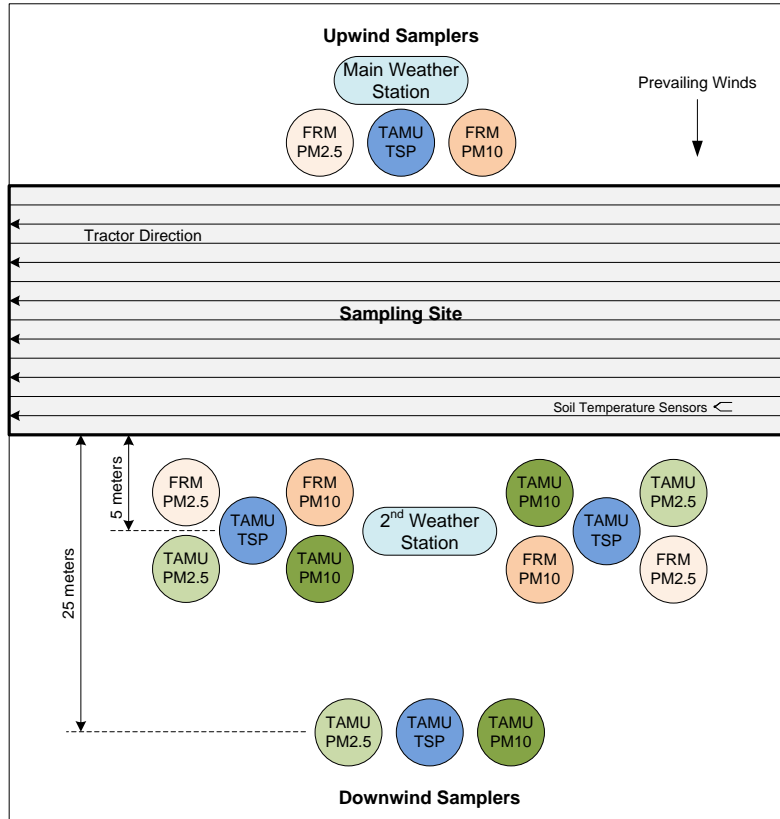 Upwind Samplers
Main Weather
Station
Prevailing Winds
FRM
PM2.5
TAMU
TSP
FRM
PM10
Tractor Direction
Sampling Site
Soil Temperature Sensors
5 meters
25 meters
FRM
PM2.5
FRM
PM10
TAMU
TSP
TAMU
PM2.5
TAMU
PM10
2nd Weather
Station
TAMU
PM10
TAMU
PM2.5
TAMU
TSP
FRM
PM10
FRM
PM2.5
TAMU
PM2.5
TAMU
TSP
TAMU
PM10
Downwind Samplers